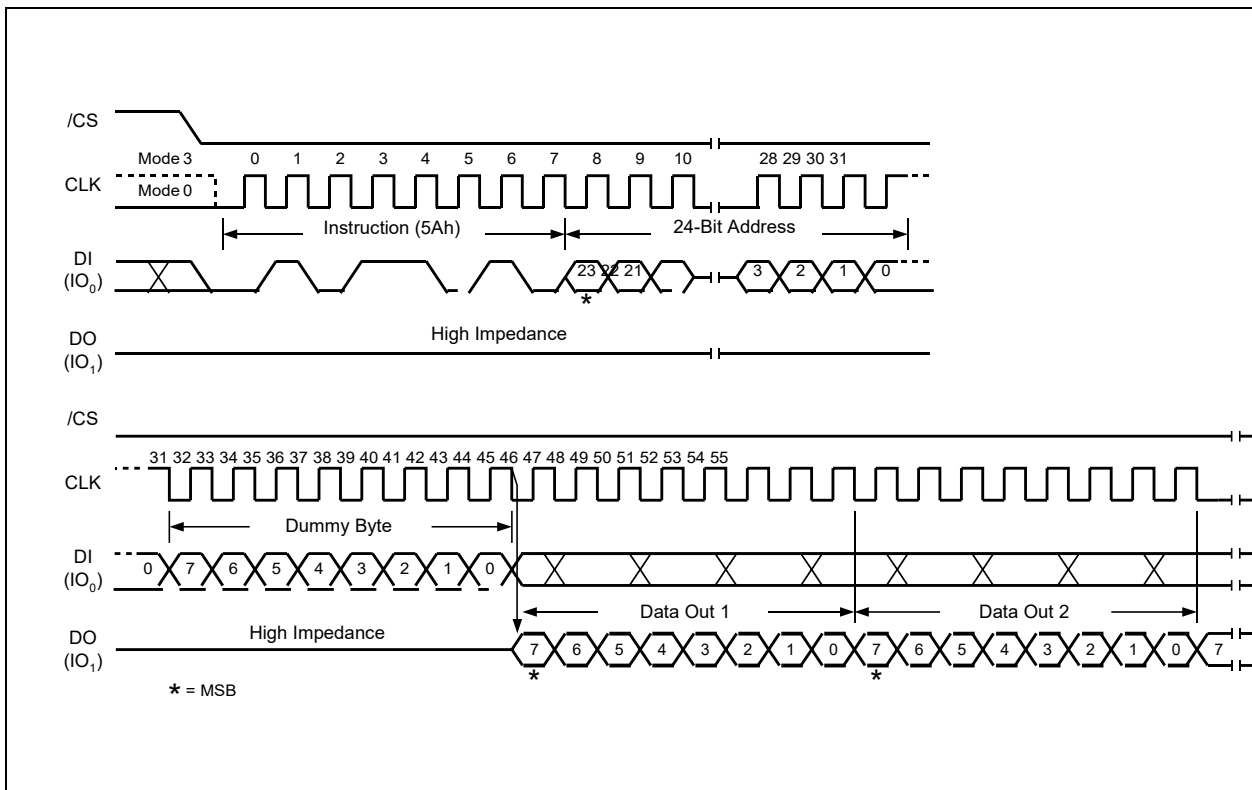 /CS
Mode 3 0 1 2 3 4 5 6 7 8 9 10 28 29 30 31
CLK
Mode 0
Instruction (5Ah) 24-Bit Address
DI
(IO0) 23 22 21 3 2 1 0
*
High Impedance
DO
(IO1)
/CS
31 32 33 34 35 36 37 38 39 40 41 42 43 44 45 46 47 48 49 50 51 52 53 54 55
CLK
Dummy Byte
DI
(IO0) 0 7 6 5 4 3 2 1 0
Data Out 1 Data Out 2
High Impedance
DO
(IO1) 7 6 5 4 3 2 1 0 7 6 5 4 3 2 1 0 7
* *
* = MSB